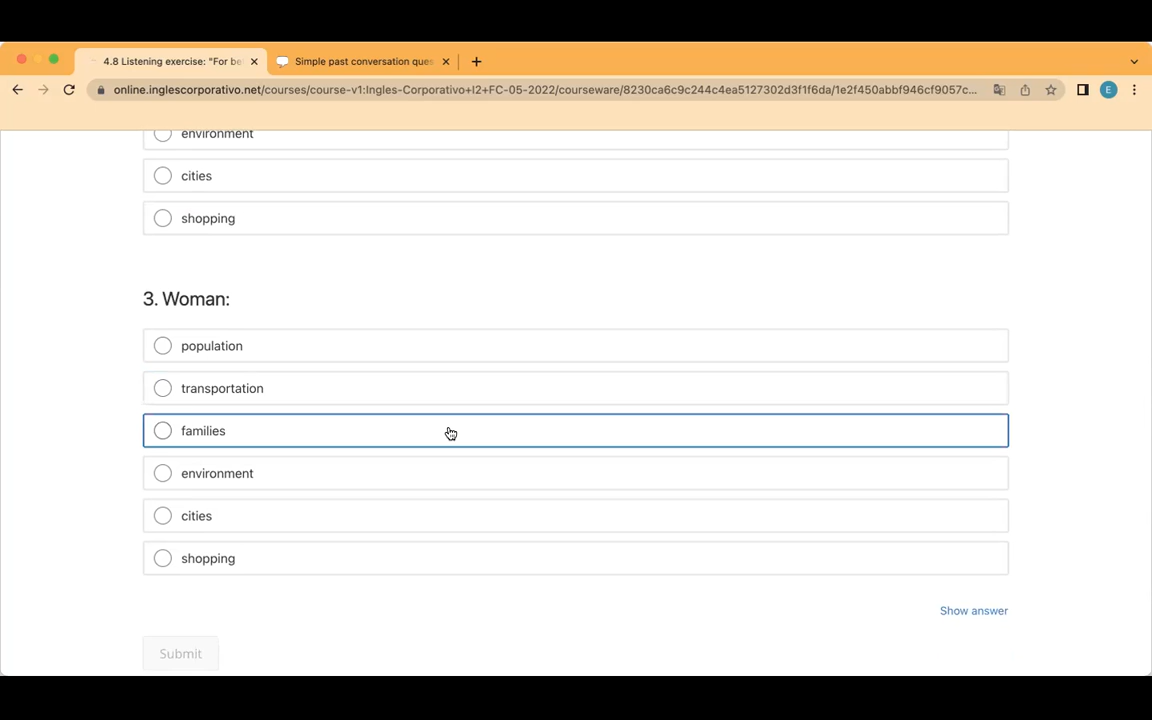 4.8 Listening exercise: "For be
Simple past conversation ques
online.inglescorporativo.net/courses/course-v1:Ingles-Corporativo+I2+FC-05-2022/courseware/8230ca6c9c244c4ea5127302d3f1f6da/1e2f450abbf946cf9057c...
E
environment
cities
shopping
3. Woman:
population
transportation
families
environment
cities
shopping
Show answer
Submit